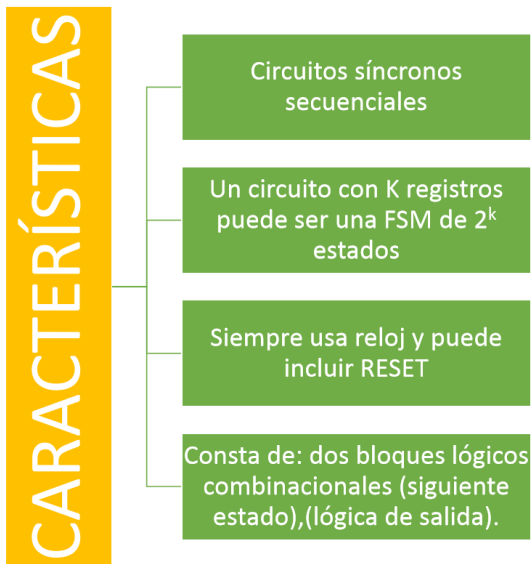 CARACTERÍSTICAS
Circuitos síncronos
secuenciales
Un circuito con K registros
puede ser una FSM de 2ᵏ
estados
Siempre usa reloj y puede
incluir RESET
Consta de: dos bloques lógicos
combinacionales (siguiente
estado),(lógica de salida).